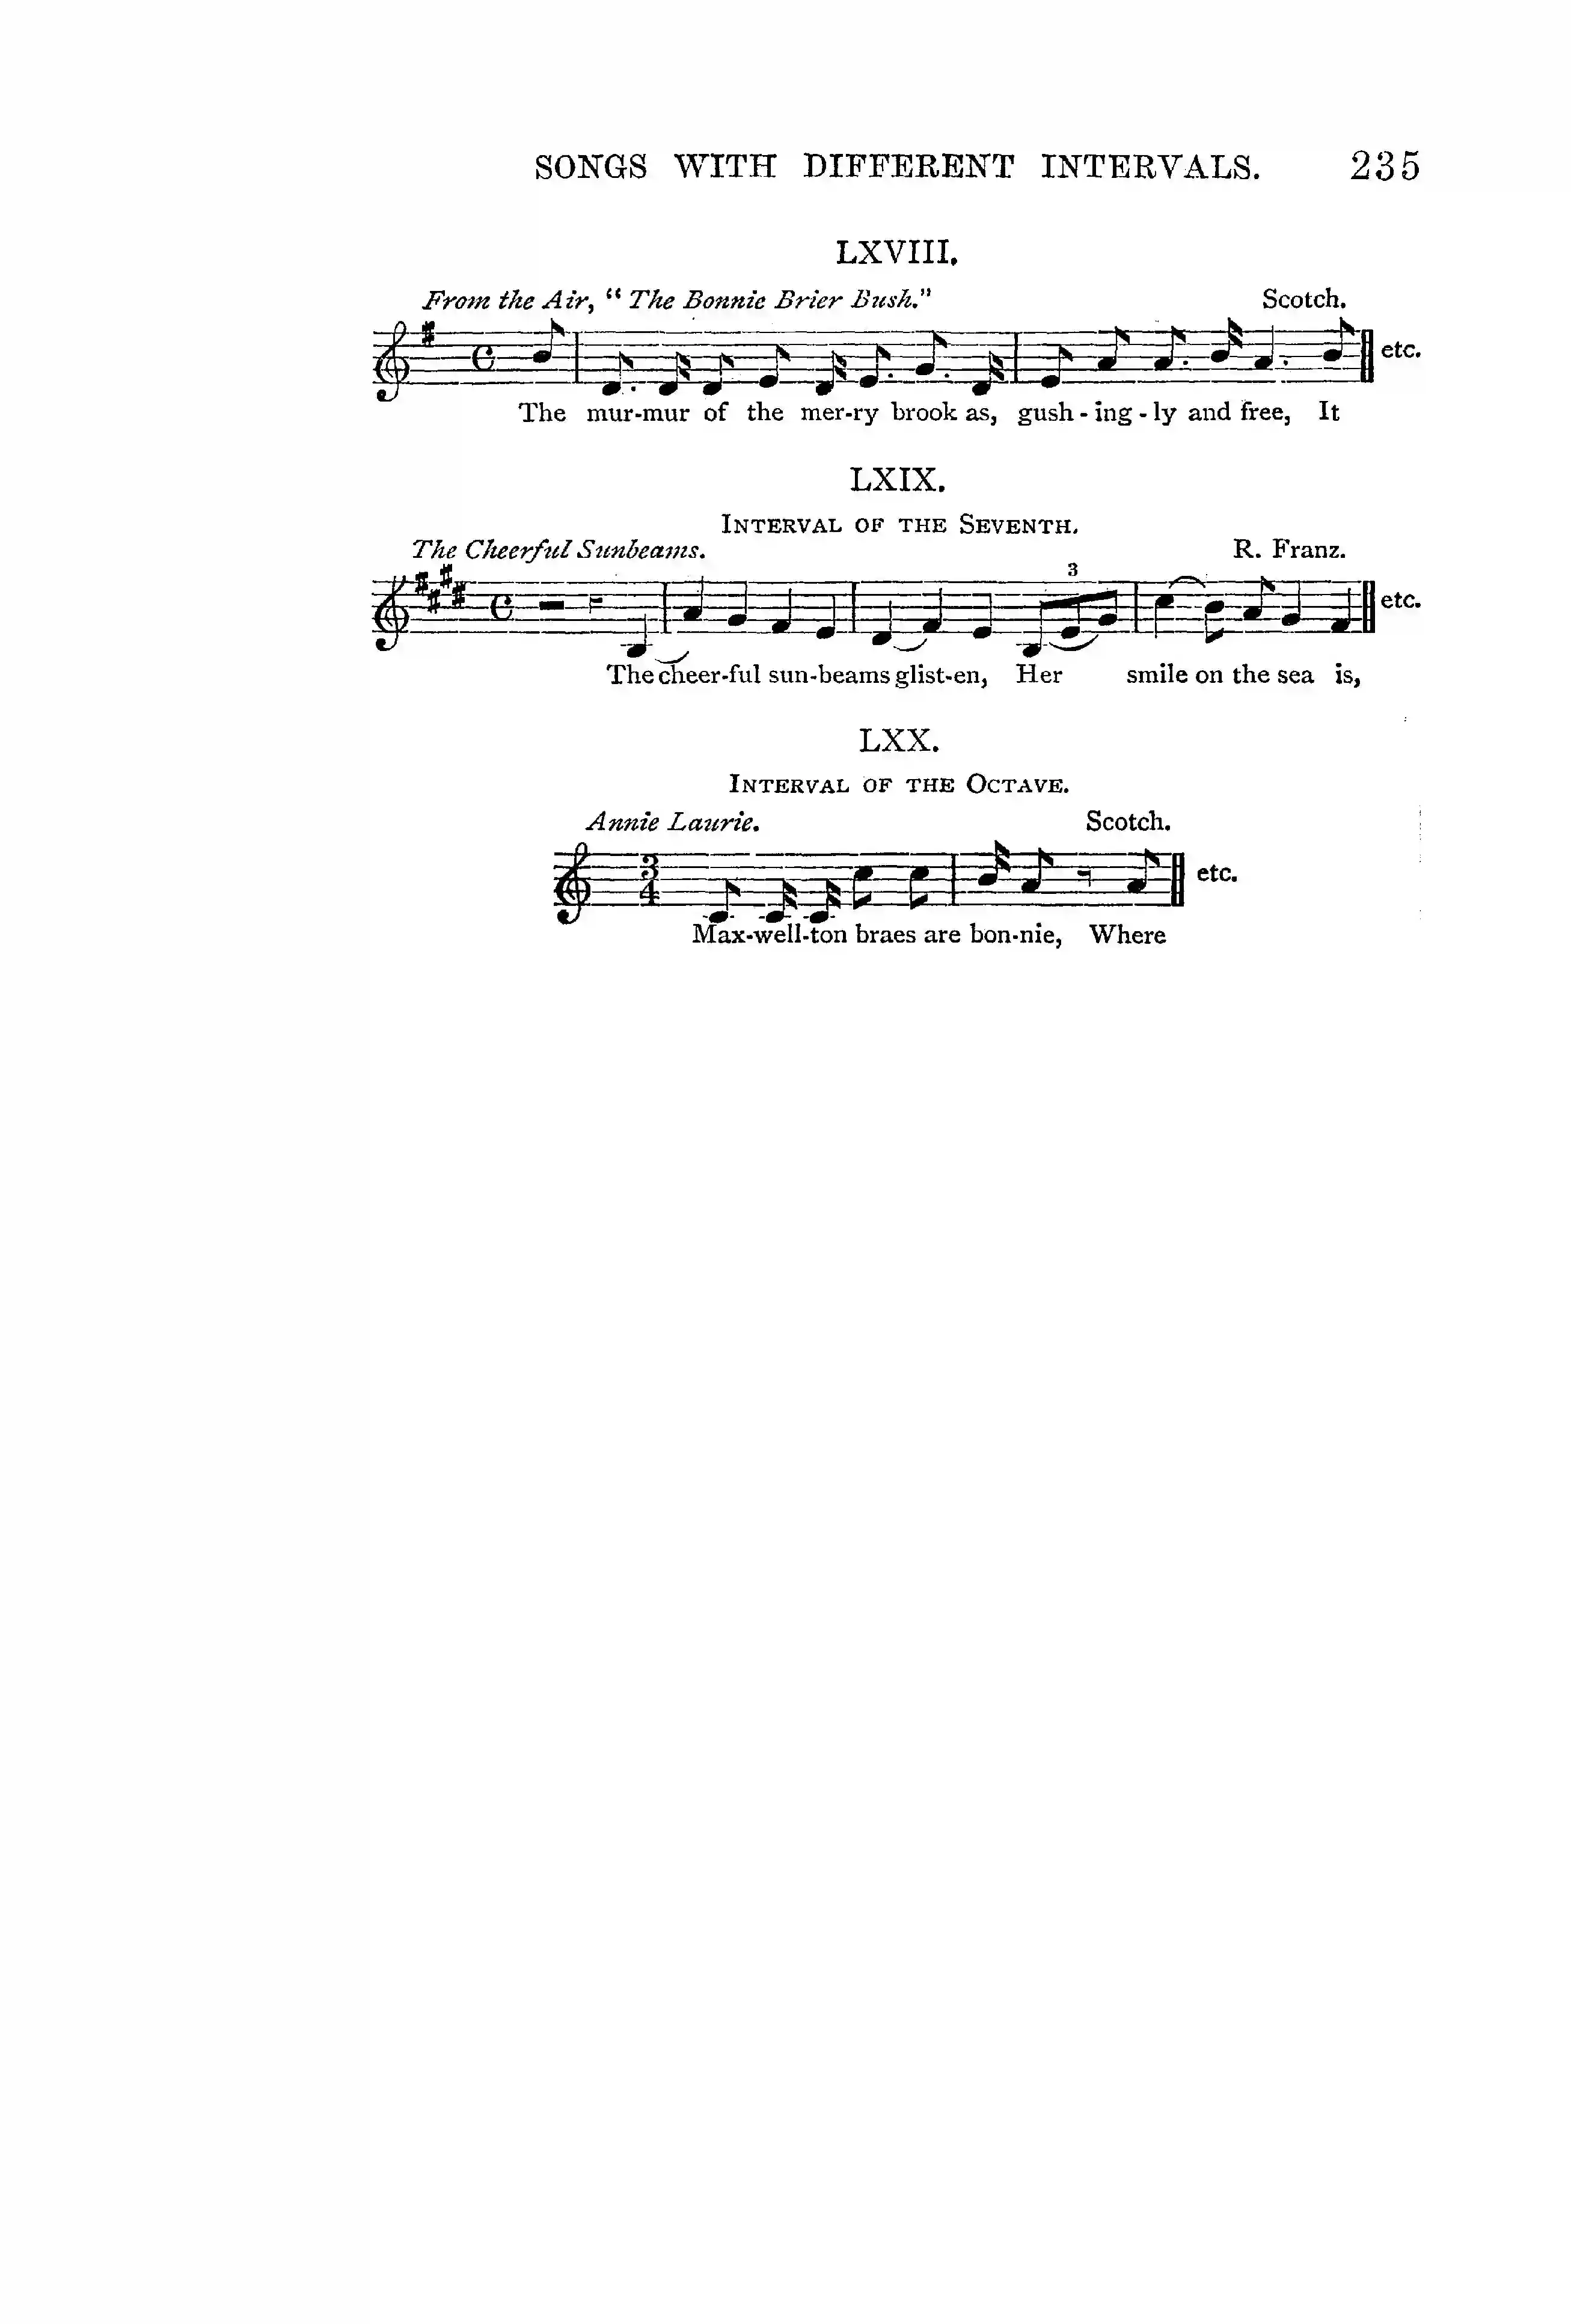 SONGS WITH DIFFERENT INTERVALS. 235
LXVIII.
From the Air, "The Bonnie Brier Bush." Scotch.
etc.
The mur-mur of the mer-ry brook as, gush - ing - ly and free, It
LXIX.
INTERVAL OF THE SEVENTH.
The Cheerful Sunbeams. R. Franz.
3
etc.
The cheer-ful sun-beams glist-en, Her smile on the sea is,
LXX.
INTERVAL OF THE OCTAVE.
Annie Laurie. Scotch.
3
4
etc.
Max-well-ton braes are bon-nie, Where